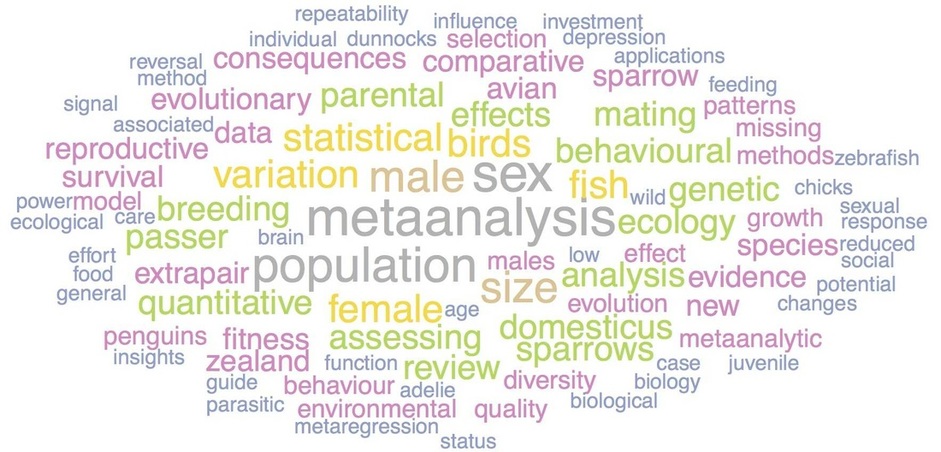 repeatability influence investment
individual dunnocks selection depression
reversal consequences comparative applications
method avian sparrow feeding
signal evolutionary parental effects mating patterns
associated data statistical birds missing
reproductive behavioural methods zebrafish
survival variation male sex fish wild genetic chicks
power model breeding metaanalysis ecology growth sexual
ecological care response
passer brain species reduced
effort extrapair population males low effect social
food analysis evidence potential
general quantitative female age size evolution new changes
penguins fitness assessing domesticus metaanalytic
insights zealand function review sparrows case juvenile
guide behaviour adelie diversity biology
parasitic environmental quality biological
metaregression status